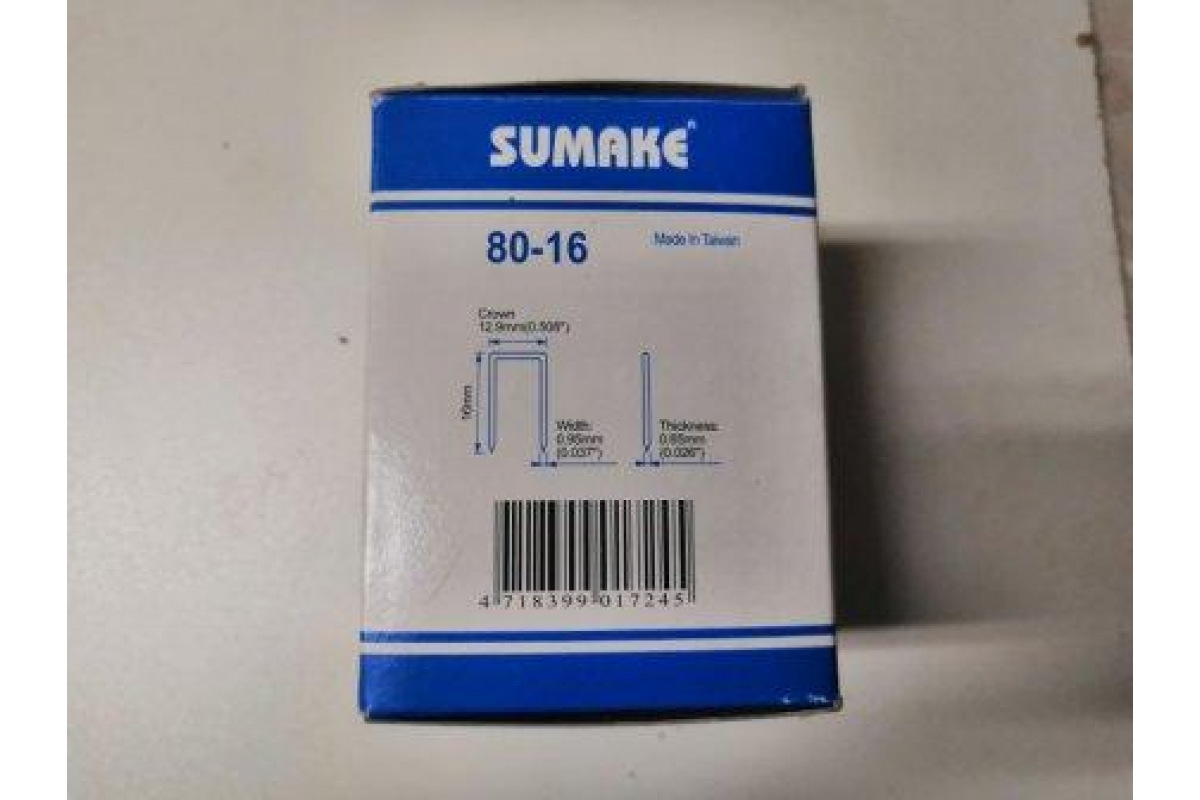 SUMAKE
80-16
Made In Taiwan
Crown
12.9mm(0.508")
16mm
Width:
0.95mm
(0.037")
Thickness:
0.65mm
(0.026")
4 718399 017245